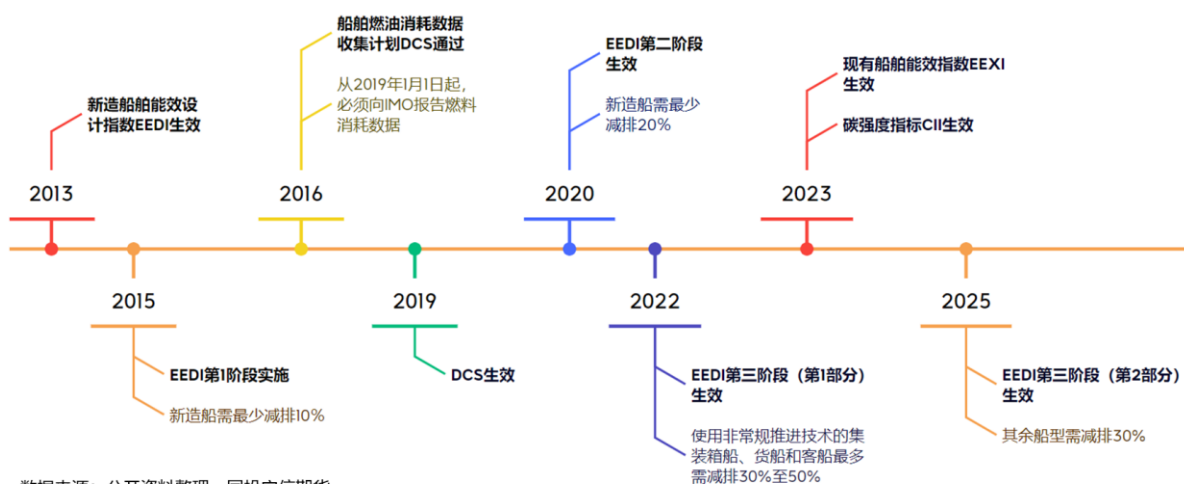 船舶燃油消耗数据
收集计划DCS通过
从2019年1月1日起，
必须向IMO报告燃料
消耗数据
EEDI第二阶段
生效
新造船需最少
减排20%
现有船舶能效指数EEXI
生效
碳强度指标CII生效
新造船舶能效设
计指数EEDI生效
2013
2016
2020
2023
2015
2019
2022
2025
EEDI第1阶段实施
新造船需最少减排10%
DCS生效
EEDI第三阶段（第1部分）
生效
使用非常规推进技术的集
装箱船、货船和客船最多
需减排30%至50%
EEDI第三阶段（第2部分）
生效
其余船型需减排30%